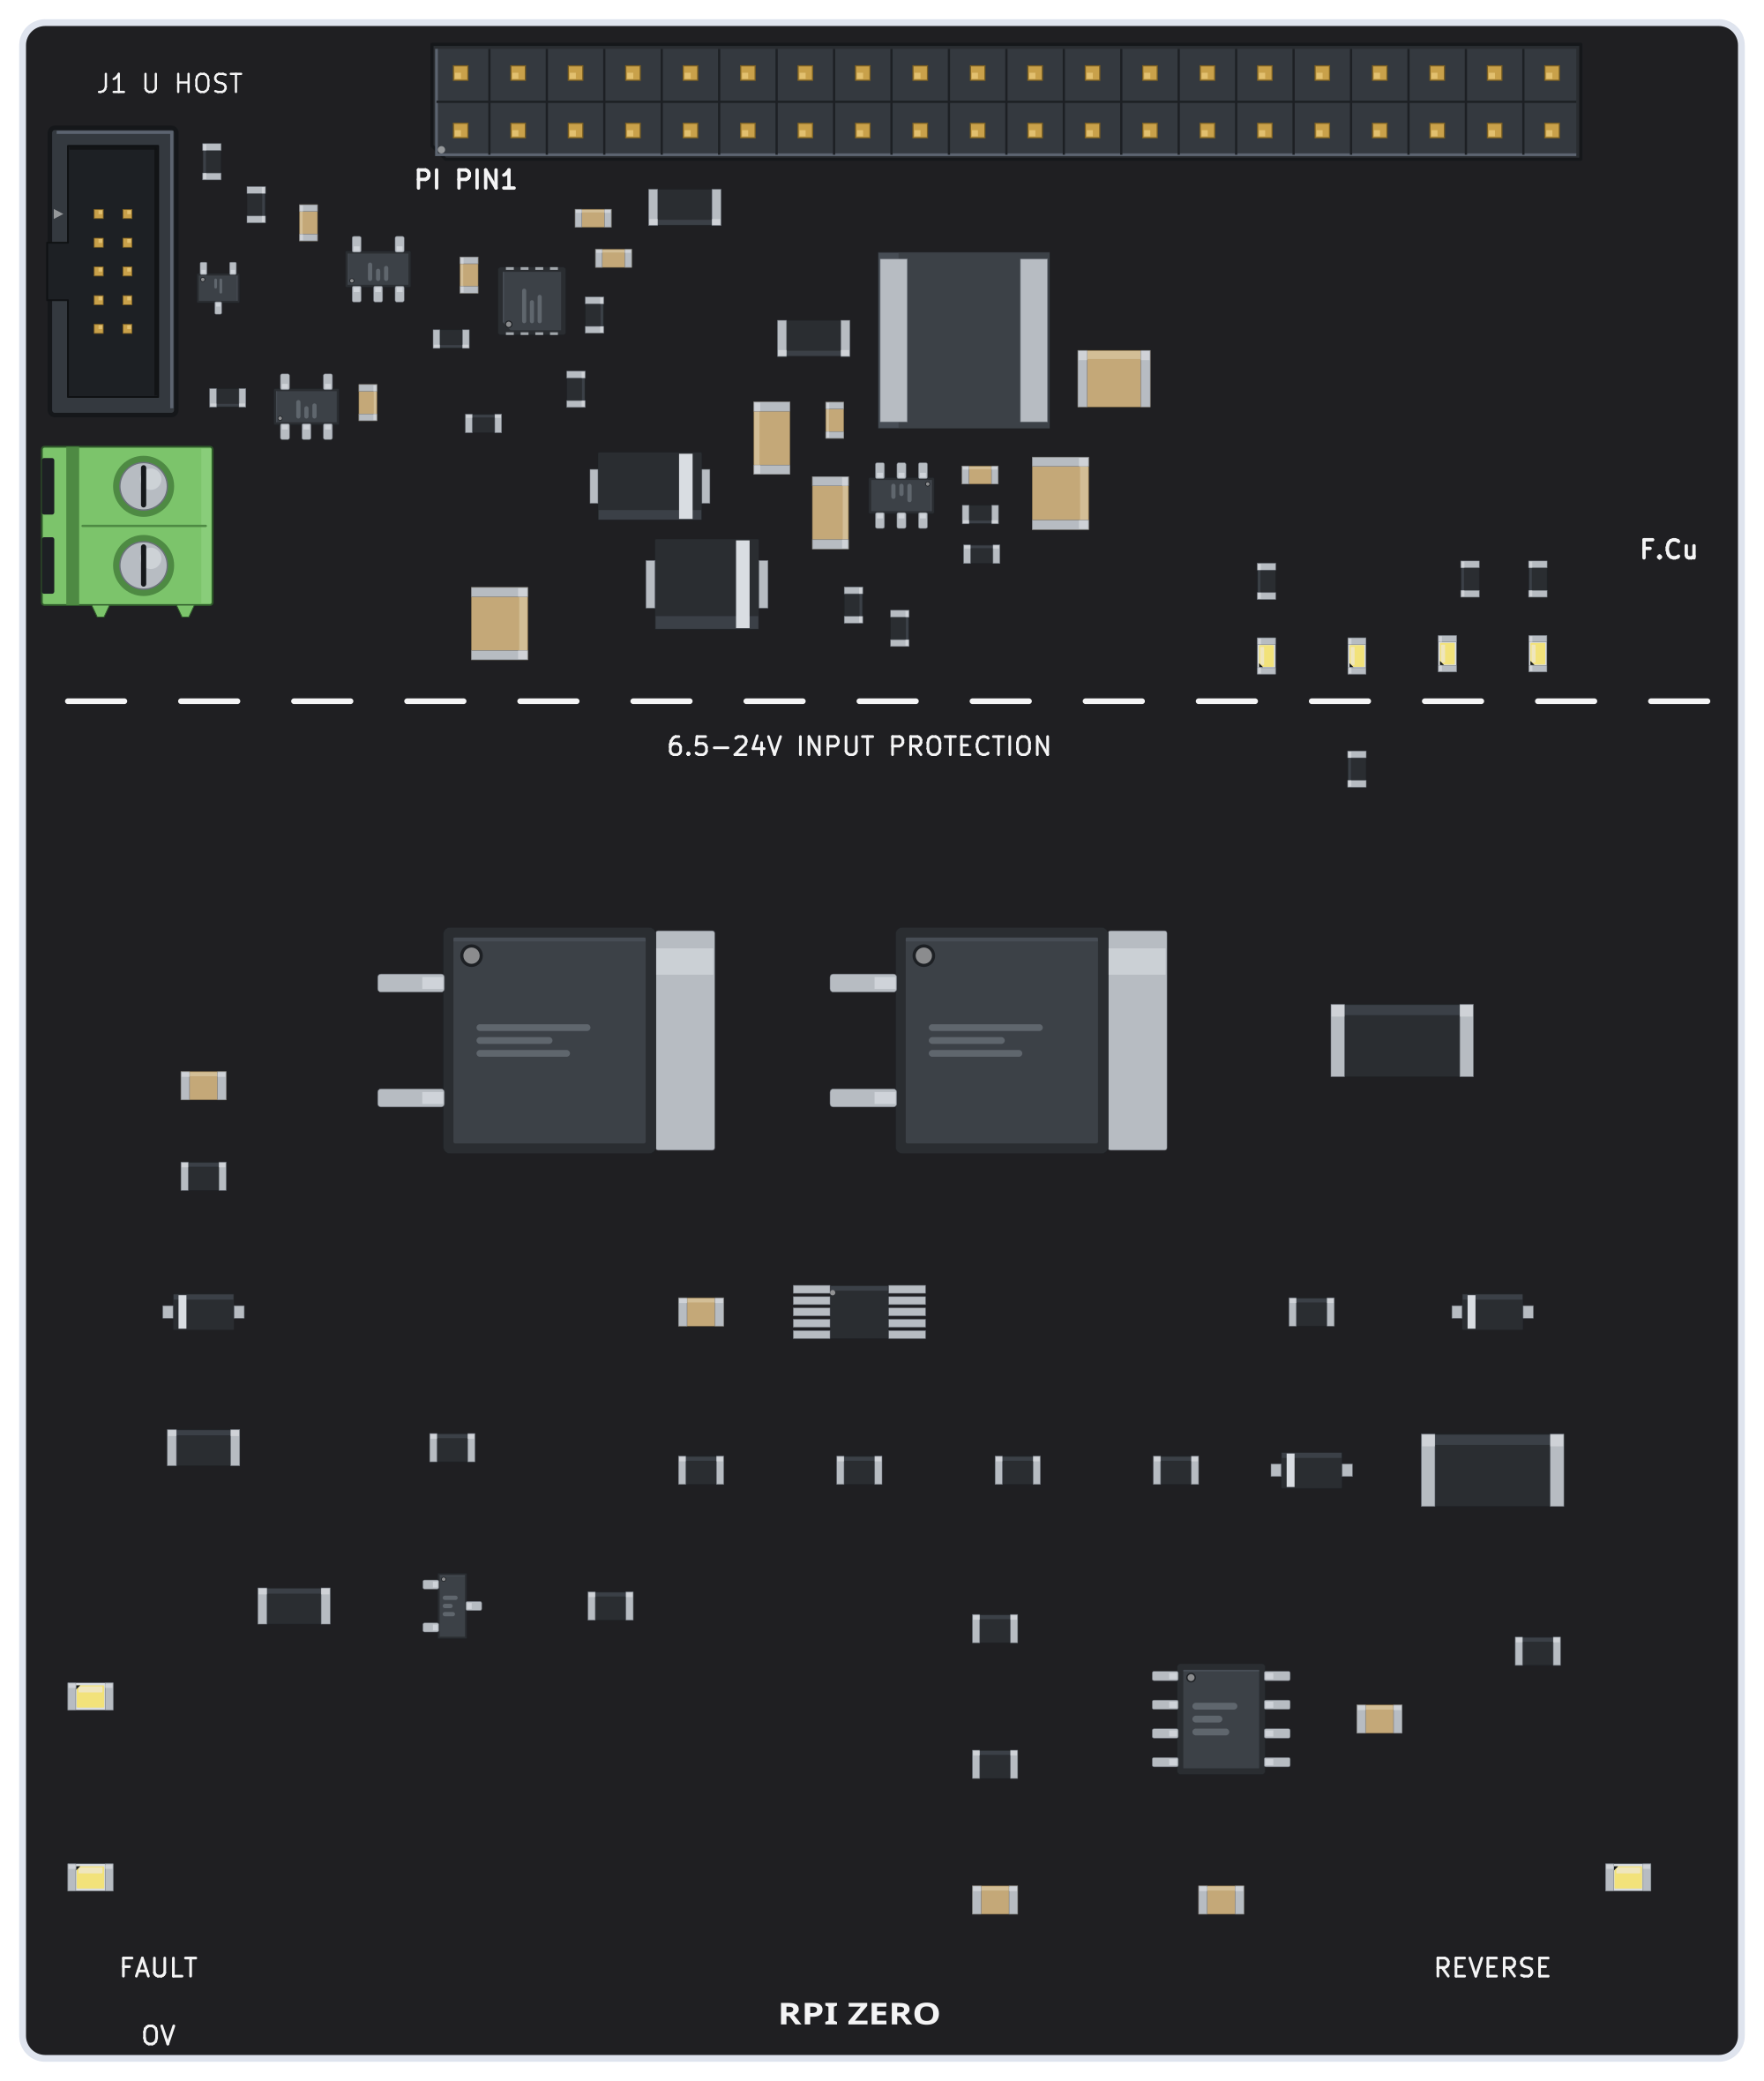 J1 U HOST
PI PIN1
F.Cu
6.5-24V INPUT PROTECTION
FAULT
REVERSE
RPI ZERO
OV